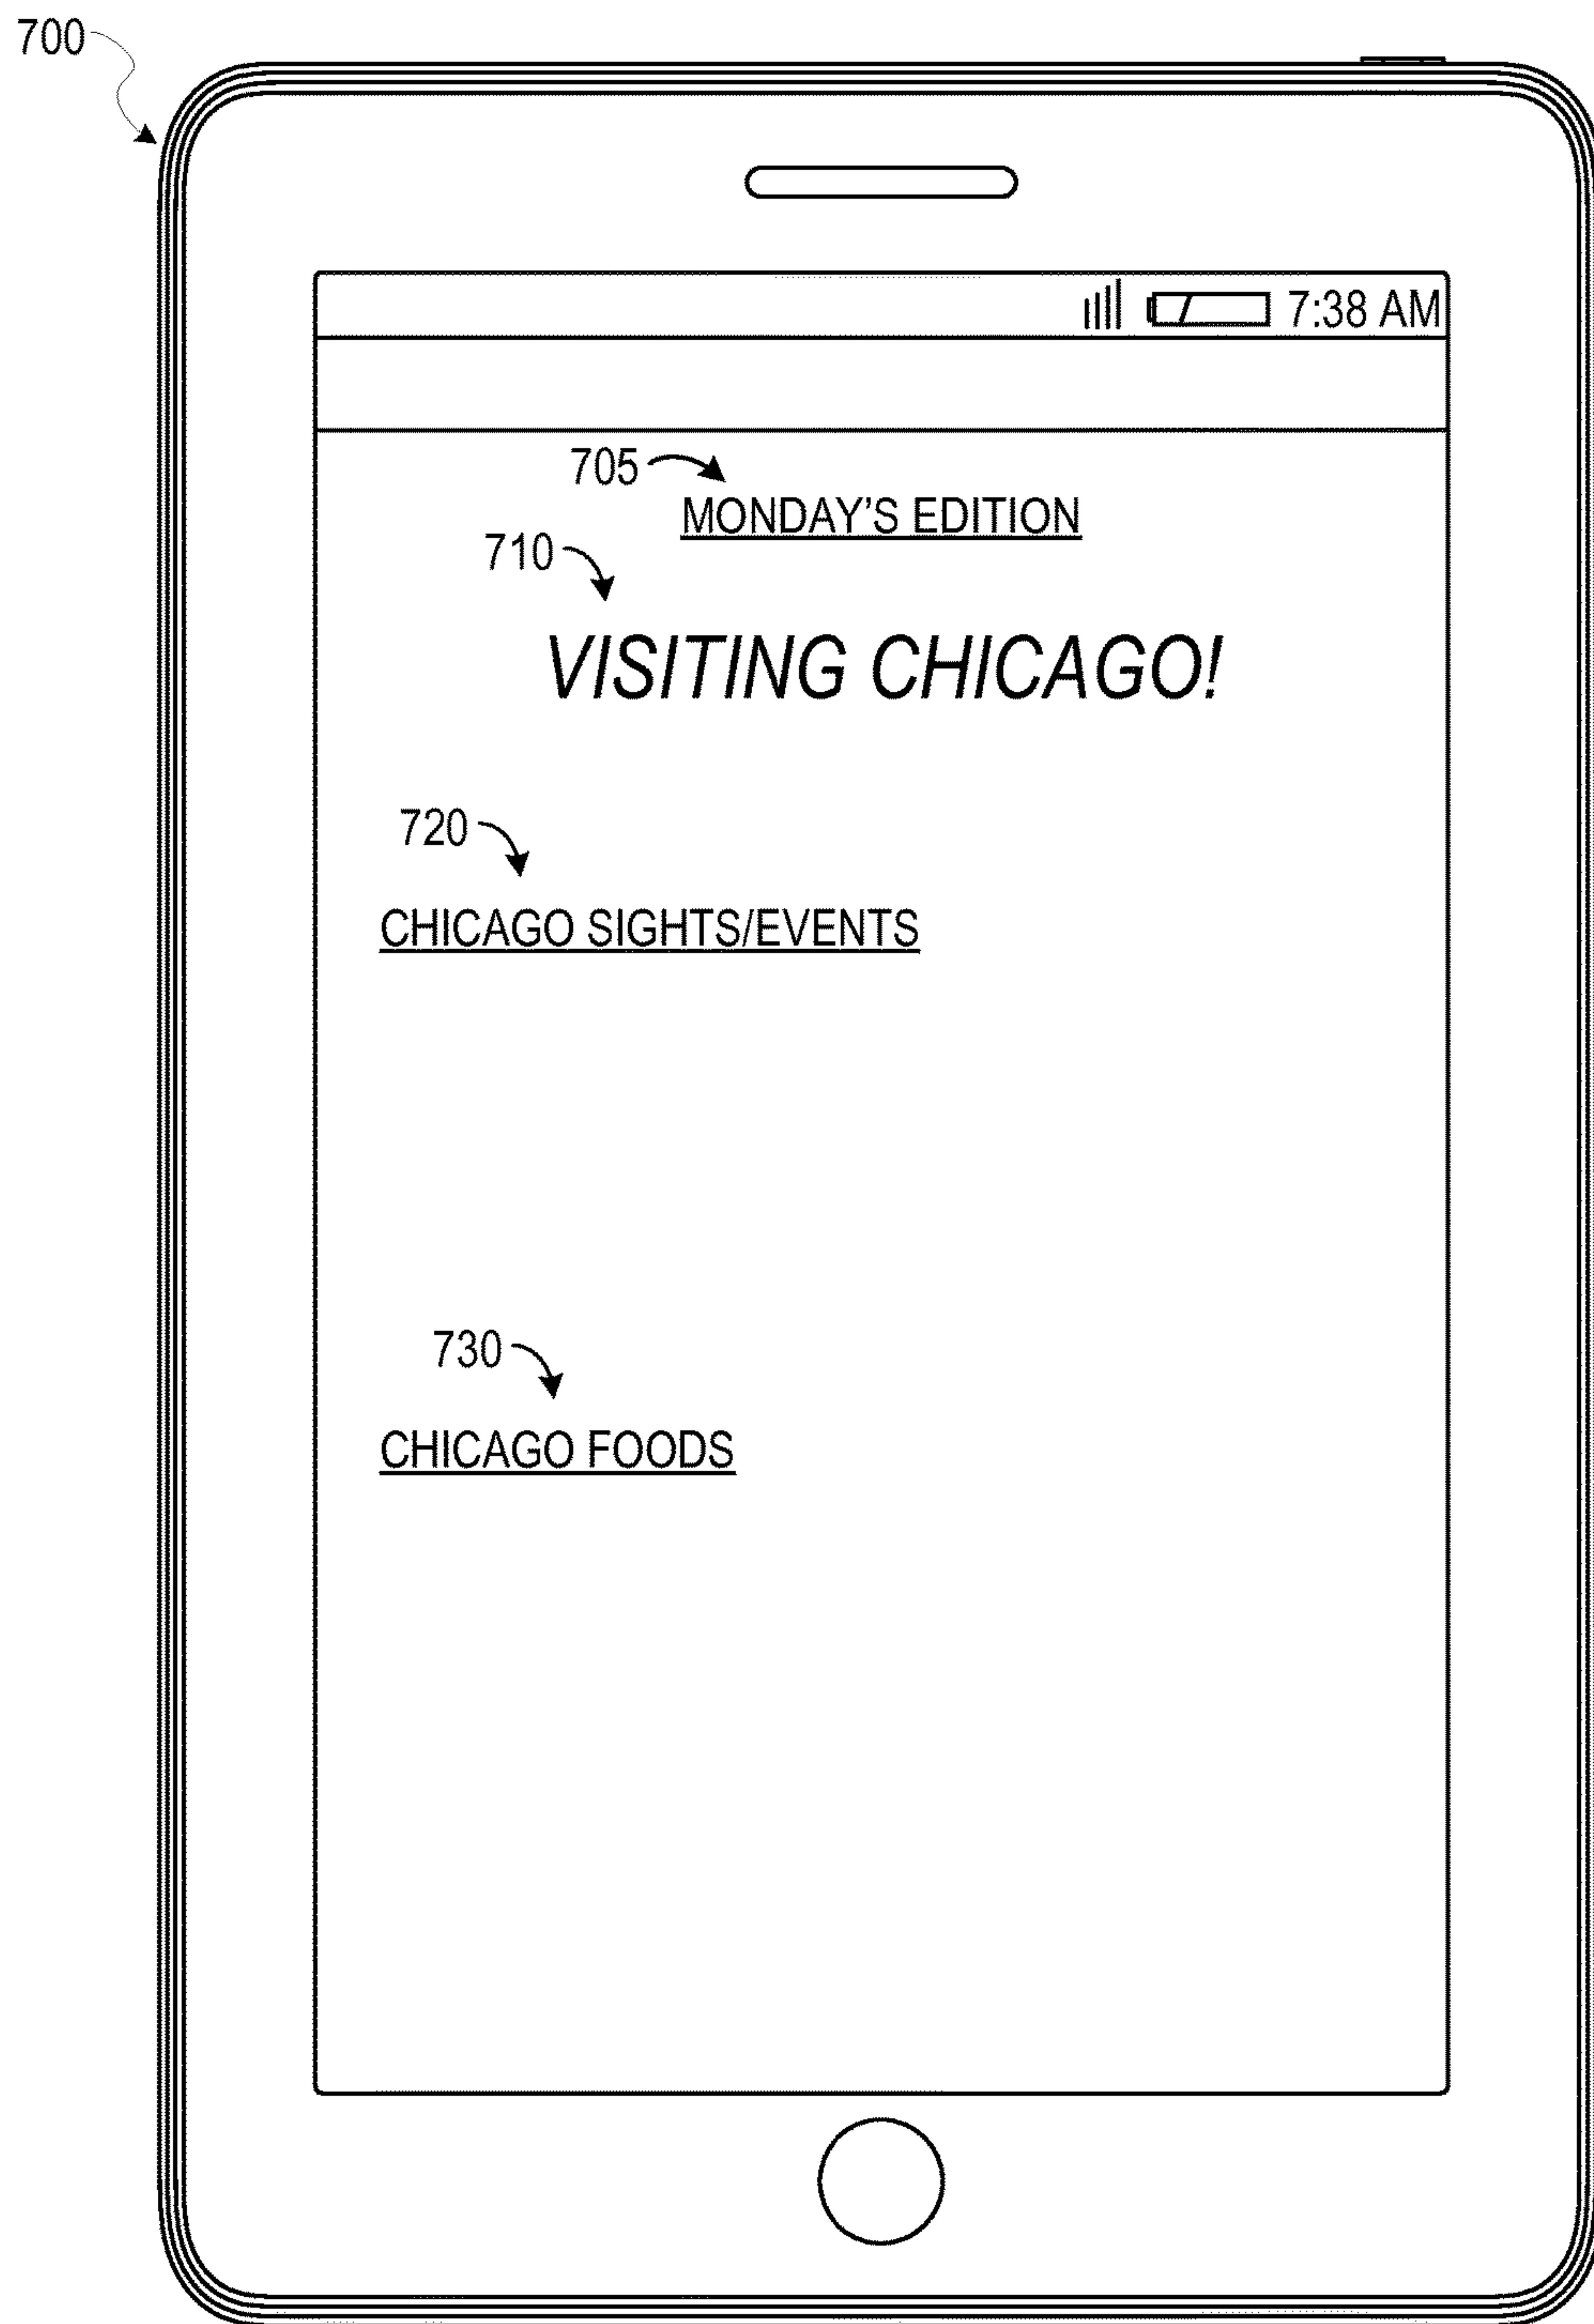 700
7:38 AM
705
MONDAY'S EDITION
710
VISITING CHICAGO!
720
CHICAGO SIGHTS/EVENTS
730
CHICAGO FOODS